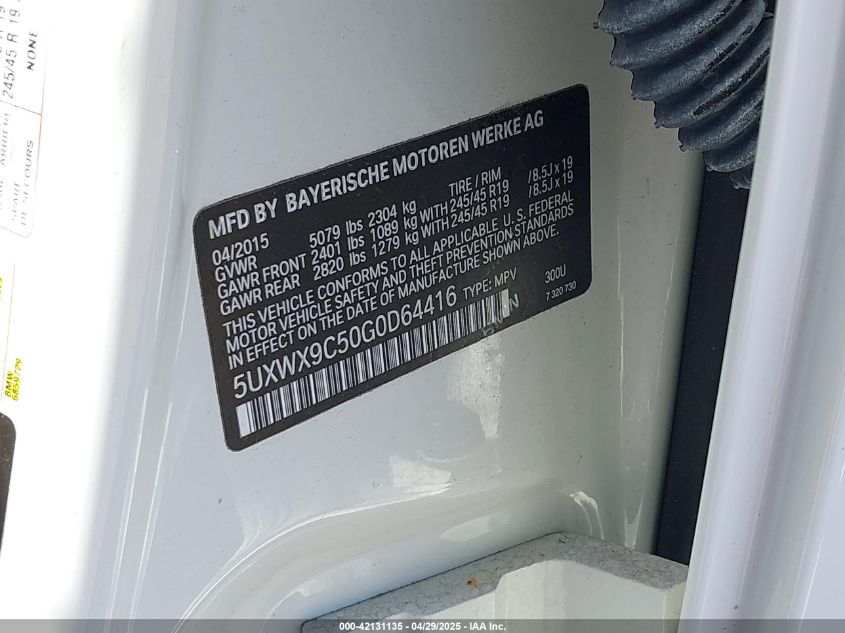 245/45 R 19
NONE
SPARE
DE SECOURS
BMW
6859779
MFD BY BAYERISCHE MOTOREN WERKE AG
04/2015
GVWR 5079 lbs 2304 kg TIRE / RIM
GAWR FRONT 2401 lbs 1089 kg WITH 245/45 R19 / 8.5J x 19
GAWR REAR 2820 lbs 1279 kg WITH 245/45 R19 / 8.5J x 19
THIS VEHICLE CONFORMS TO ALL APPLICABLE U.S. FEDERAL
MOTOR VEHICLE SAFETY AND THEFT PREVENTION STANDARDS
IN EFFECT ON THE DATE OF MANUFACTURE SHOWN ABOVE.
5UXWX9C50G0D64416 TYPE: MPV 300U
7 320 730
000-42131135 - 04/29/2025 - IAA Inc.